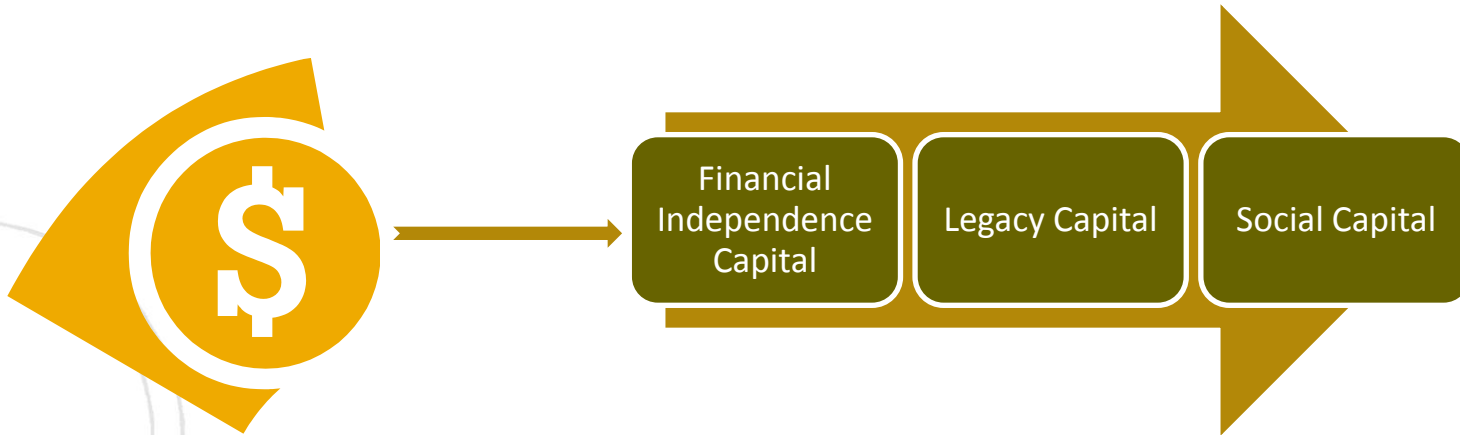 $
Financial
Independence
Capital
Legacy Capital
Social Capital